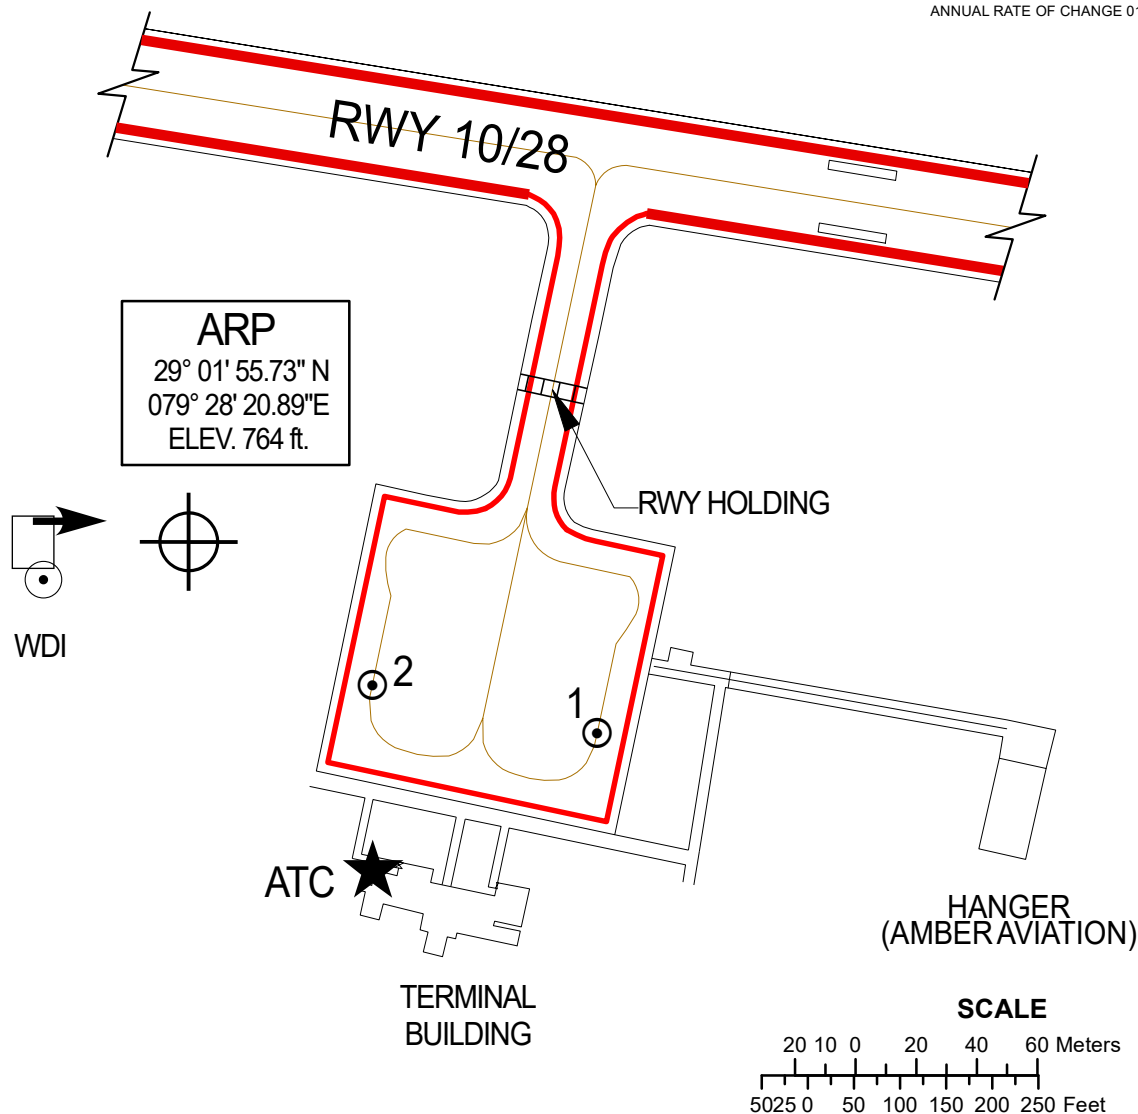 ANNUAL RATE OF CHANGE 01
RWY 10/28
ARP
29° 01' 55.73" N
079° 28' 20.89"E
ELEV. 764 ft.
RWY HOLDING
WDI
2
1
ATC
HANGER
(AMBER AVIATION)
TERMINAL
BUILDING
SCALE
20 10 0 20 40 60 Meters
5025 0 50 100 150 200 250 Feet